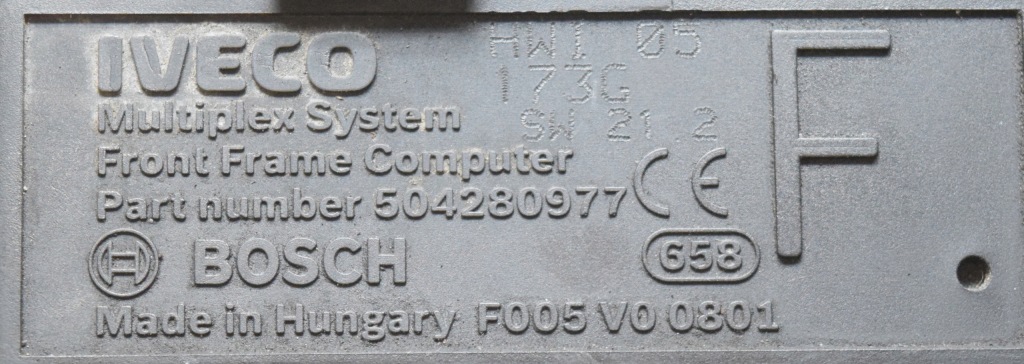 IVECO
HW1 05
173G
Multiplex System
SW 21.2
Front Frame Computer
Part number 504280977
CE
F
BOSCH
658
Made in Hungary F005 V0 0801